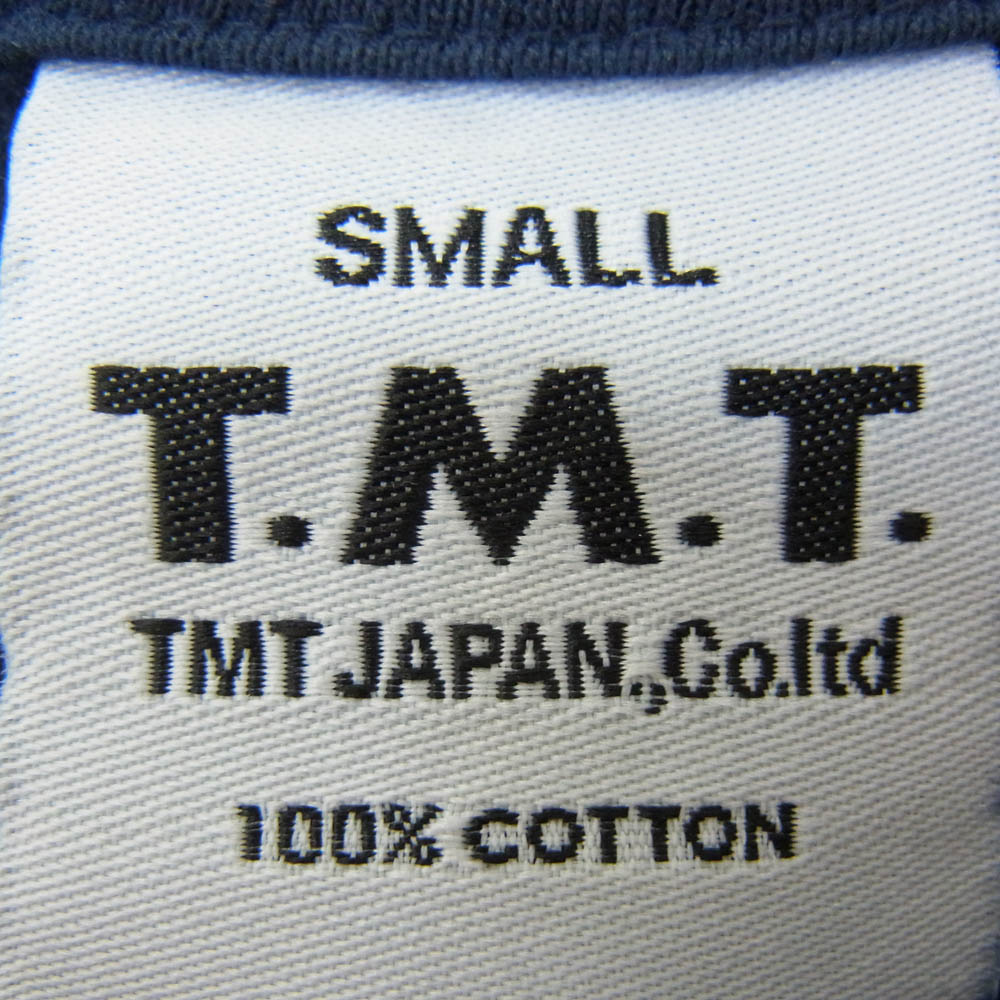 SMALL
T.M.T.
TMT JAPAN,Co.ltd
100% COTTON